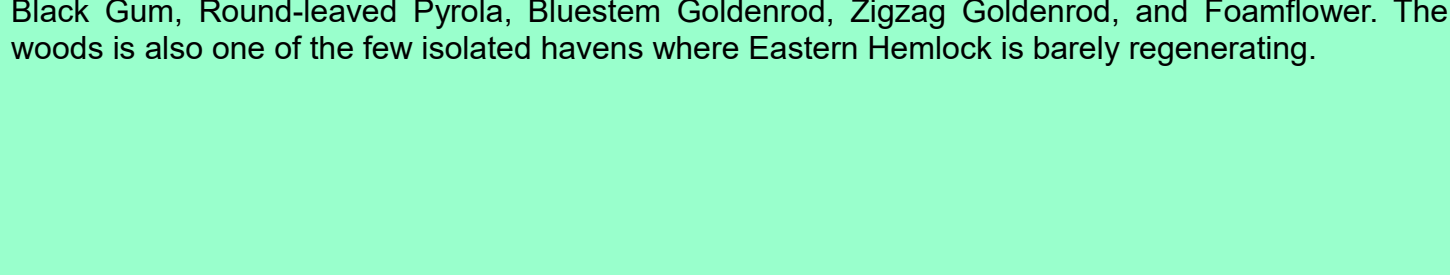 Black Gum, Round-leaved Pyrola, Bluestem Goldenrod, Zigzag Goldenrod, and Foamflower. The
woods is also one of the few isolated havens where Eastern Hemlock is barely regenerating.